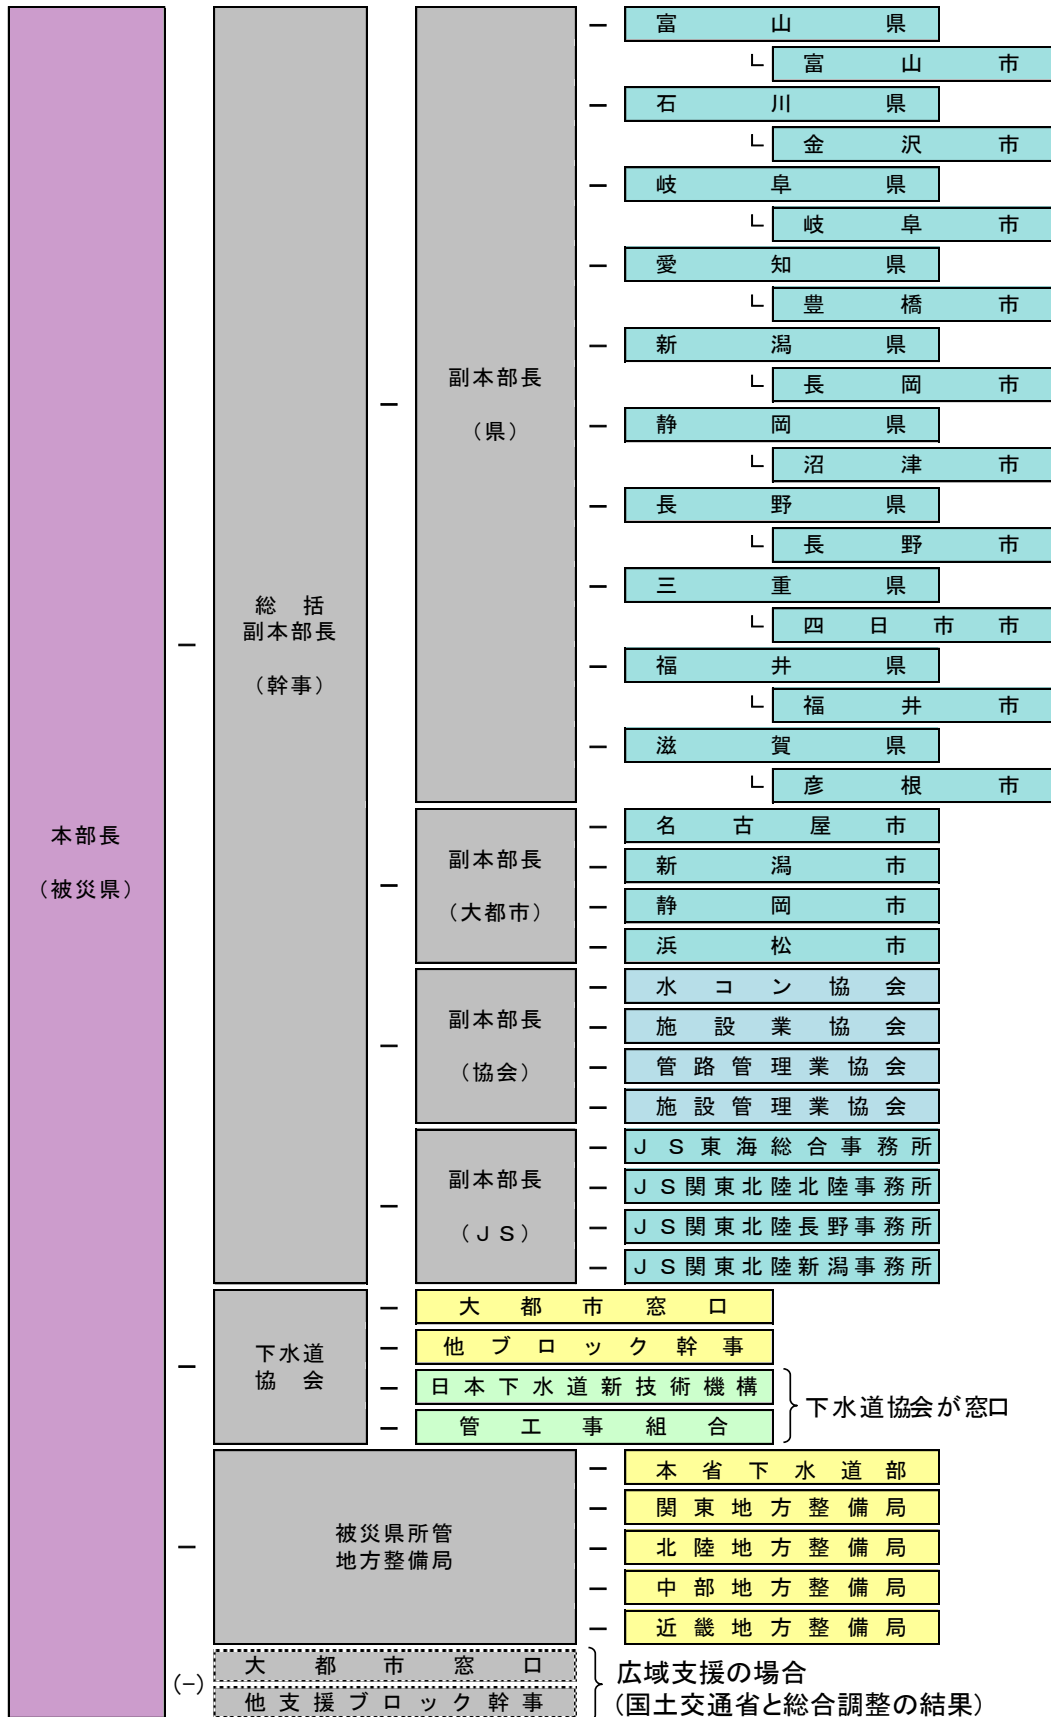 本部長
（被災県）
総括
副本部長
（幹事）
副本部長
（県）
富山県
富山市
石川県
金沢市
岐阜県
岐阜市
愛知県
豊橋市
新潟県
長岡市
静岡県
沼津市
長野県
長野市
三重県
四日市市
福井県
福井市
滋賀県
彦根市
副本部長
（大都市）
名古屋市
新潟市
静岡市
浜松市
副本部長
（協会）
水コン協会
施設業協会
管路管理業協会
施設管理業協会
副本部長
（ＪＳ）
ＪＳ東海総合事務所
ＪＳ関東北陸北陸事務所
ＪＳ関東北陸長野事務所
ＪＳ関東北陸新潟事務所
下水道
協会
大都市窓口
他ブロック幹事
日本下水道新技術機構
管工事組合
下水道協会が窓口
被災県所管
地方整備局
本省下水道部
関東地方整備局
北陸地方整備局
中部地方整備局
近畿地方整備局
(-)
大都市窓口
他支援ブロック幹事
広域支援の場合
(国土交通省と総合調整の結果)